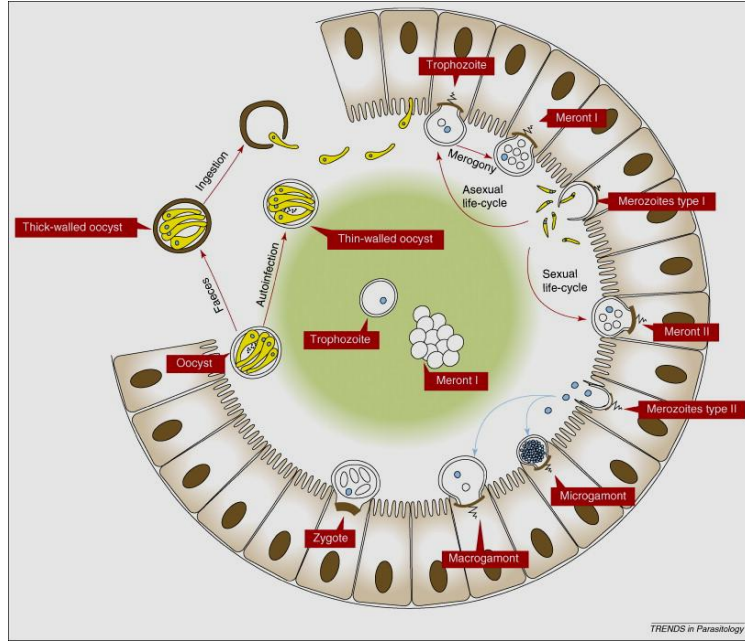 Trophozoite
Meront I
Merogony
Ingestion
Asexual
life-cycle
Merozoites type I
Thick-walled oocyst
Thin-walled oocyst
Sexual
life-cycle
Faeces
Autoinfection
Meront II
Trophozoite
Oocyst
Meront I
Merozoites type II
Microgamont
Zygote
Macrogamont
TRENDS in Parasitology